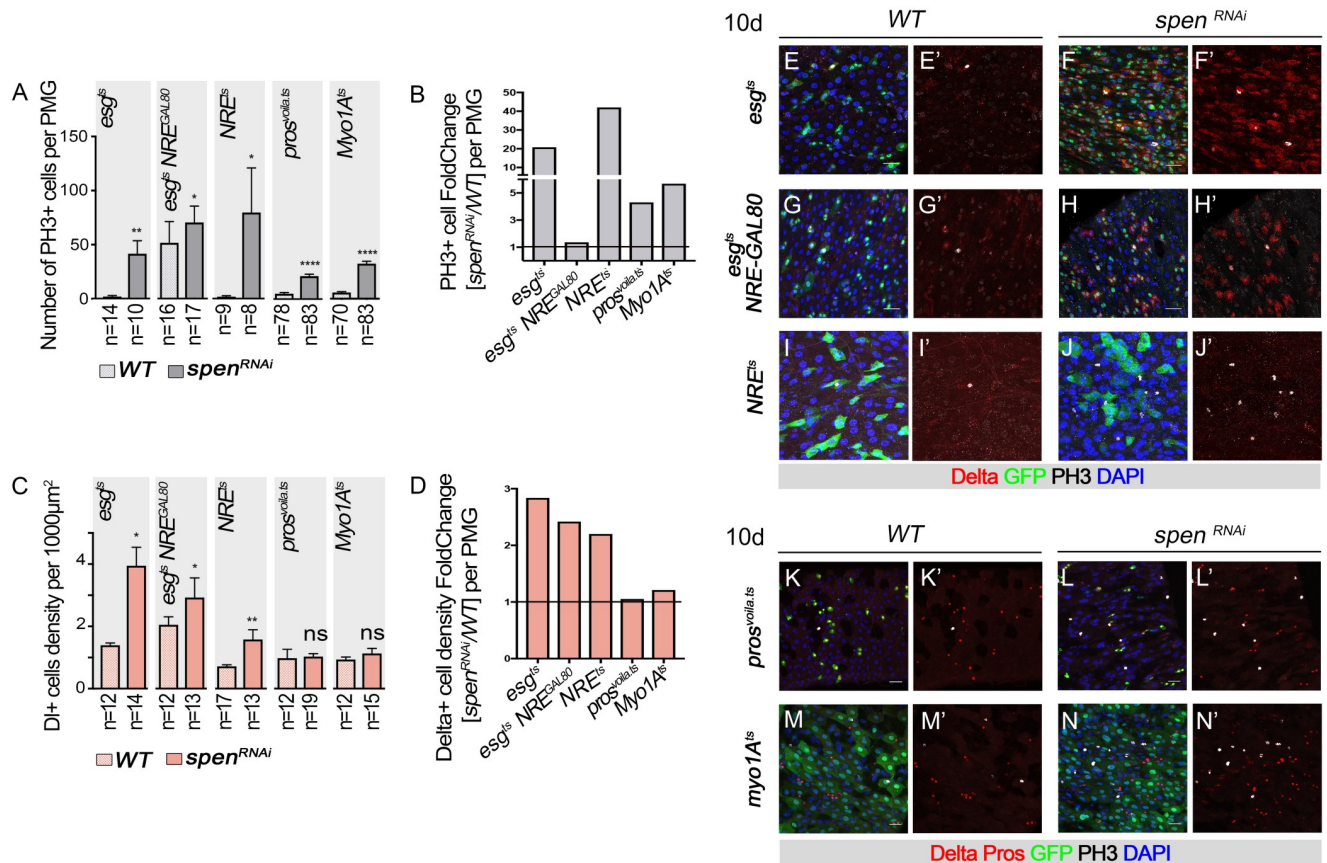 A
Number of PH3+ cells per PMG
150
100
50
0
esg^ts
esg^ts NRE^GAL80
NRE^ts
pros^voila.ts
Myo1A^ts
**
*
*
****
****
n=14
n=10
n=16
n=17
n=9
n=8
n=78
n=83
n=70
n=83
WT spen^RNAi
B
PH3+ cell FoldChange
[spen^RNAi/WT] per PMG
50
40
30
20
10
5
4
3
2
1
esg^ts
esg^ts NRE^GAL80
NRE^ts
pros^voila.ts
Myo1A^ts
C
Dl+ cells density per 1000µm²
4
2
0
esg^ts
esg^ts NRE^GAL80
NRE^ts
pros^voila.ts
Myo1A^ts
*
*
**
ns
ns
n=12
n=14
n=12
n=13
n=17
n=13
n=12
n=19
n=12
n=15
WT spen^RNAi
D
Delta+ cell density FoldChange
[spen^RNAi/WT] per PMG
3
2
1
0
esg^ts
esg^ts NRE^GAL80
NRE^ts
pros^voila.ts
Myo1A^ts
10d WT spen ^RNAi
esg^ts
E E' F F'
esg^ts
NRE-GAL80
G G' H H'
NRE^ts
I I' J J'
Delta GFP PH3 DAPI
10d WT spen ^RNAi
pros^voila.ts
K K' L L'
myo1A^ts
M M' N N'
Delta Pros GFP PH3 DAPI